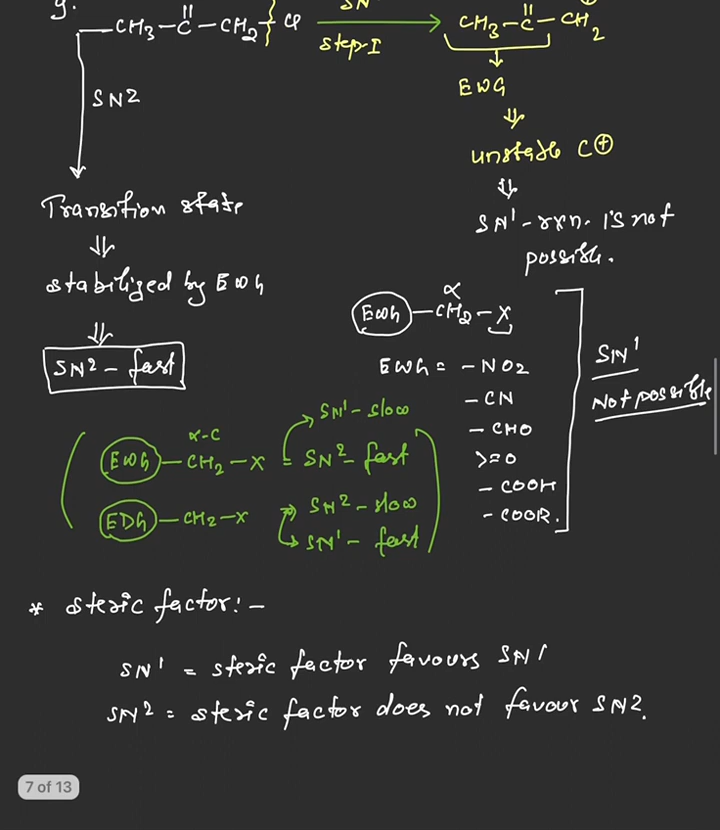 9.
CH3-C-CH2 Cl
SN
Step-I
CH3-C-CH2
SN2
EWG
unstable C⊕
Transition state
SN1-rxn. is not
possible.
stabilized by EWG
SN2-fast
α
EWG-CH2-X
EWG = -NO2
-CN
-CHO
>=O
-COOH
-COOR.
SN1
Not possible
α-C
EWG-CH2-X = SN2-fast
SN1-slow
EDG-CH2-X
SN2-slow
SN1-fast
* steric factor:-
SN1 = steric factor favours SN1
SN2 = steric factor does not favour SN2.
7 of 13